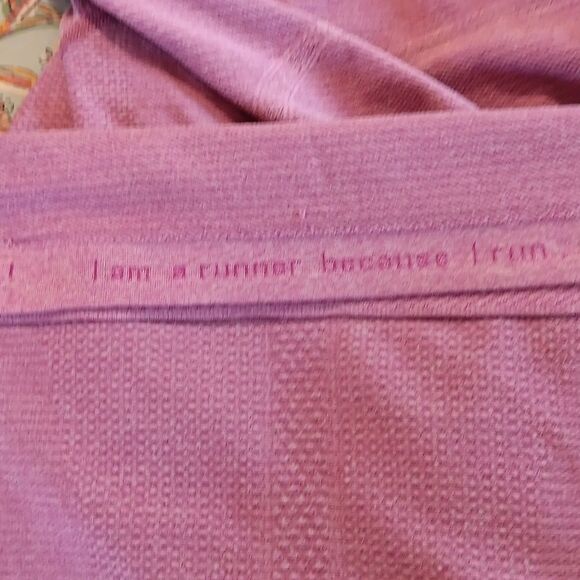 I am a runner because I run.